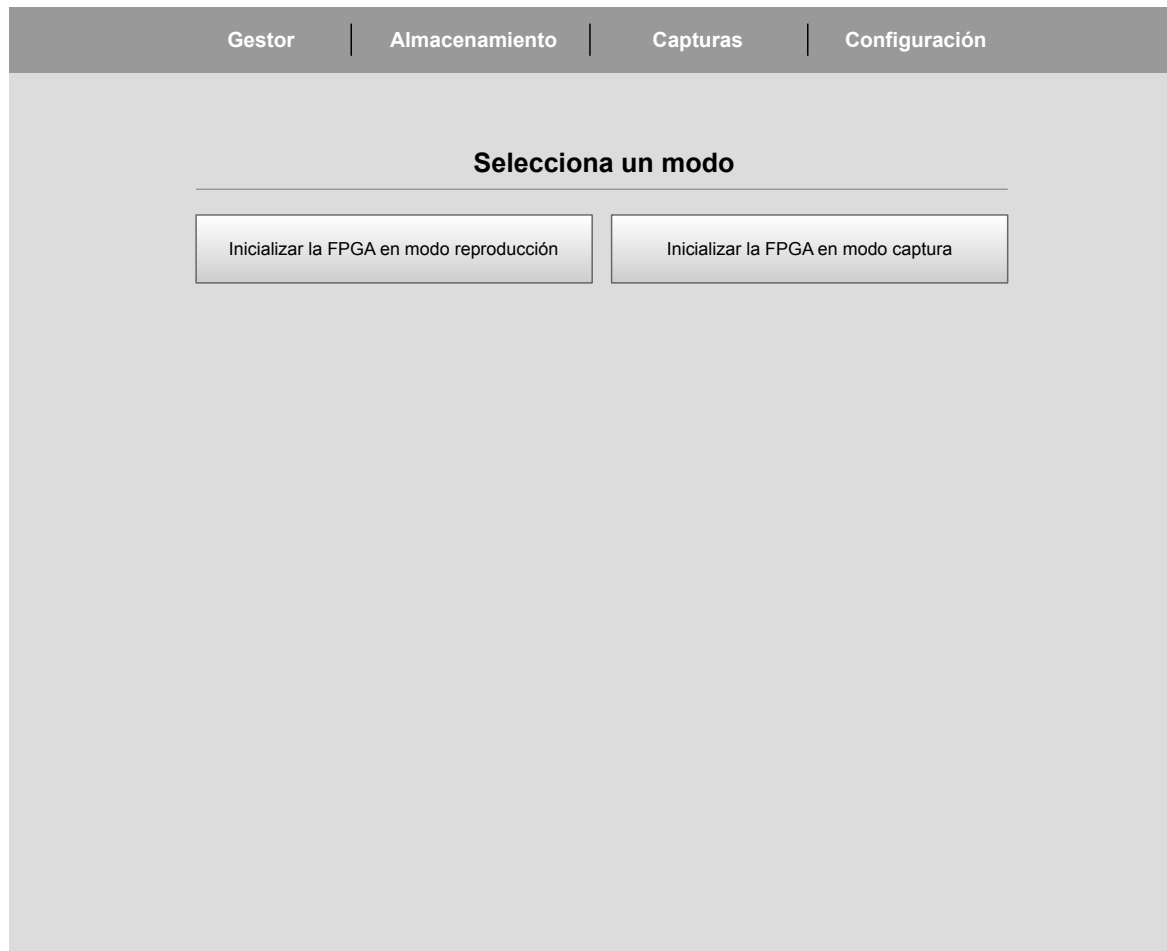 Gestor Almacenamiento Capturas Configuración
Selecciona un modo
Inicializar la FPGA en modo reproducción Inicializar la FPGA en modo captura